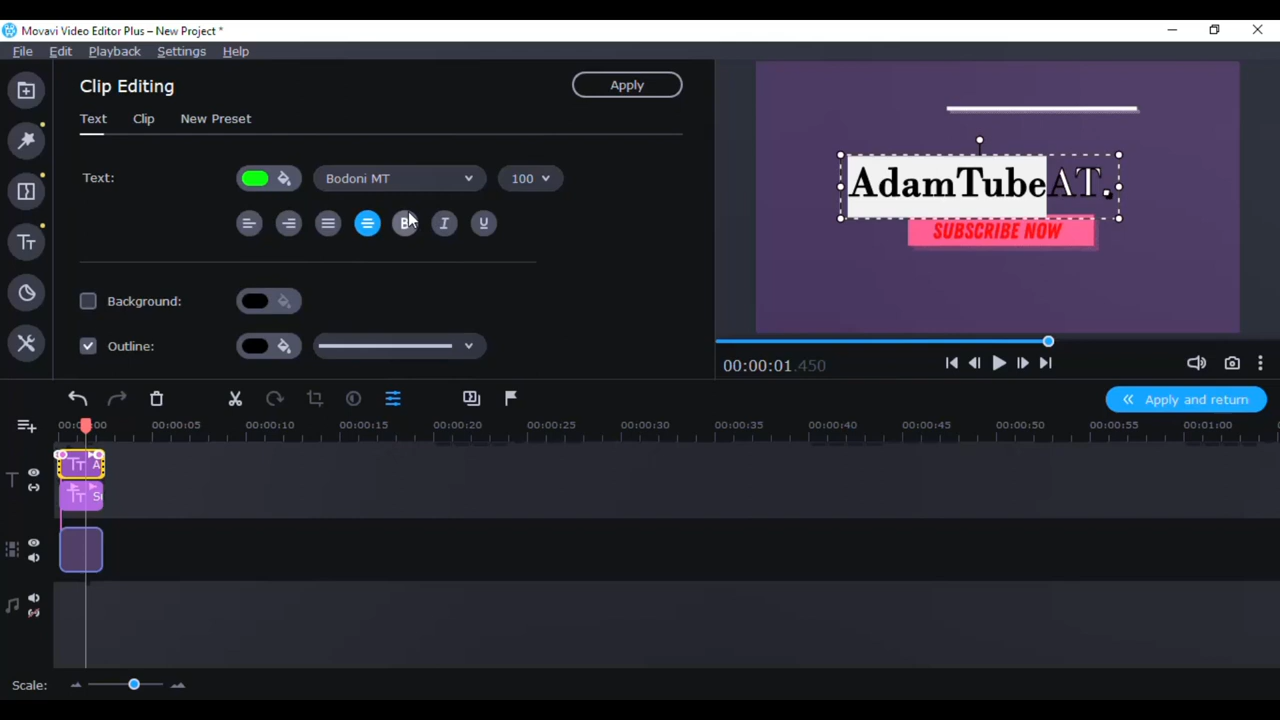 Movavi Video Editor Plus – New Project *
File Edit Playback Settings Help
Clip Editing
Apply
Text Clip New Preset
Text:
Bodoni MT
100
B I U
Background:
Outline:
AdamTubeAT.
SUBSCRIBE NOW
00:00:01.450
Apply and return
00:00:00 00:00:05 00:00:10 00:00:15 00:00:20 00:00:25 00:00:30 00:00:35 00:00:40 00:00:45 00:00:50 00:00:55 00:01:00
T
Tт A
Tт S
Scale: